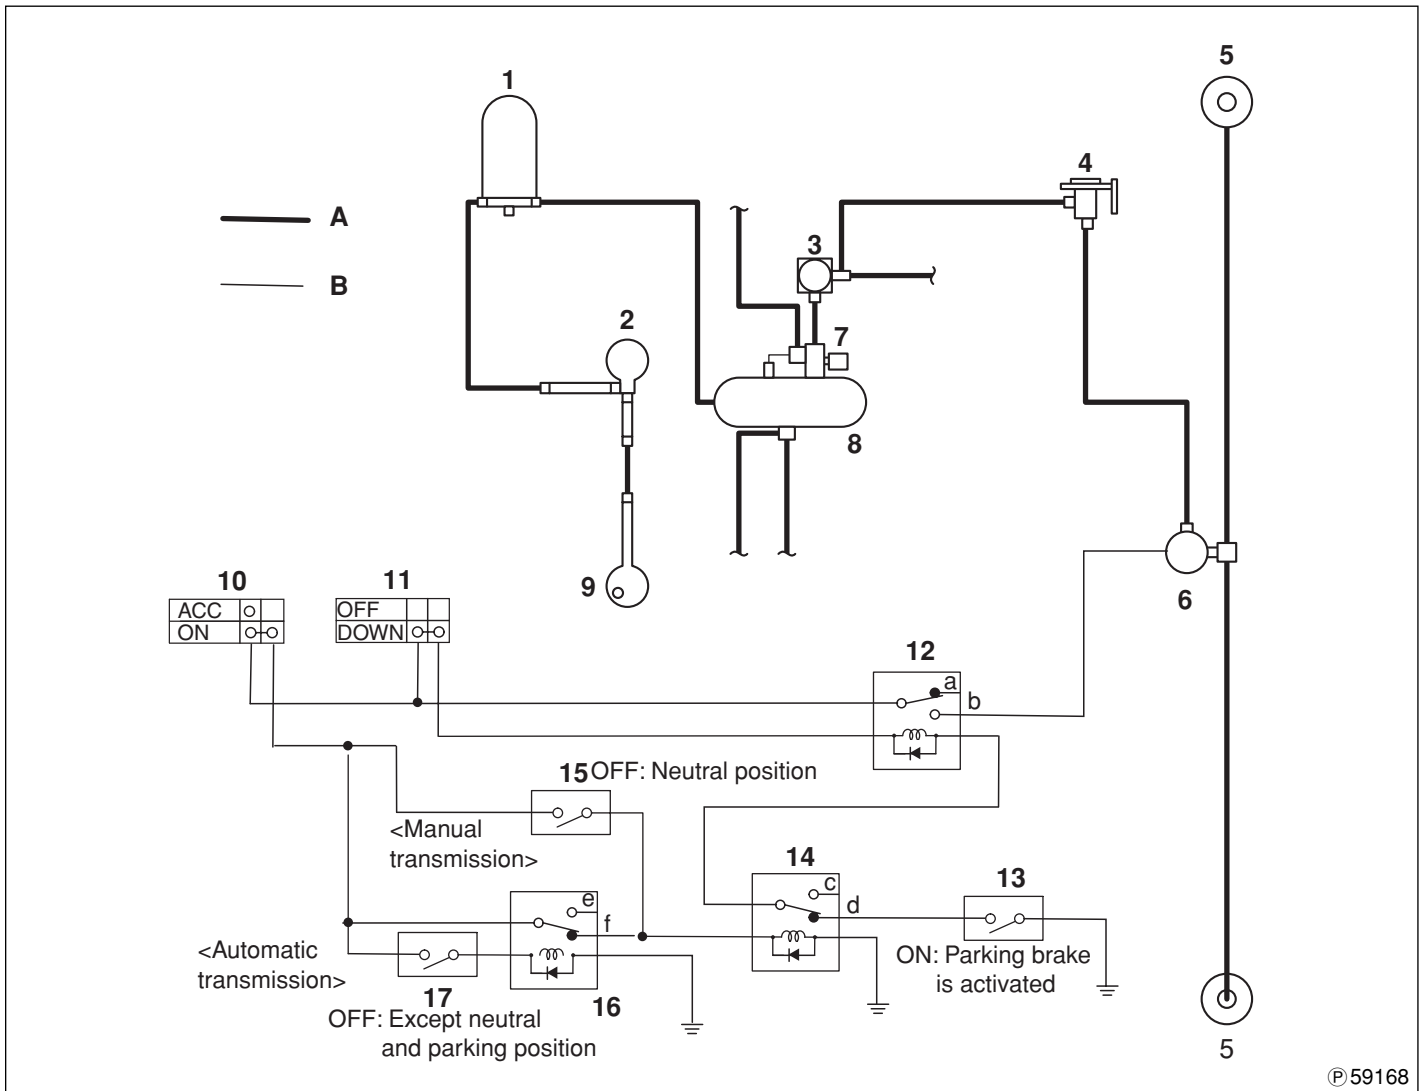 1
5
4
A
3
B
2
7
8
10
11
9
6
ACC
ON
OFF
DOWN
12
a
b
15 OFF: Neutral position
<Manual
transmission>
14
13
c
d
e
f
<Automatic
transmission>
ON: Parking brake
is activated
17
16
OFF: Except neutral
and parking position
5
Ⓟ59168